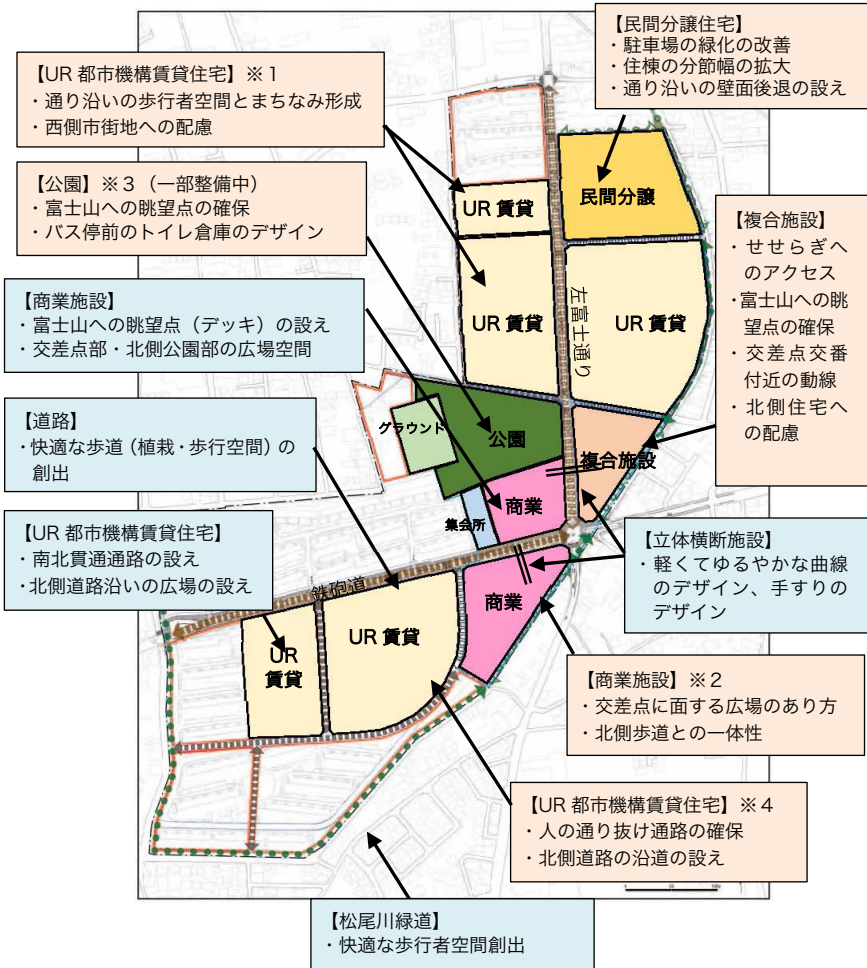 【民間分譲住宅】
・駐車場の緑化の改善
・住棟の分節幅の拡大
・通り沿いの壁面後退の設え
【UR 都市機構賃貸住宅】※１
・通り沿いの歩行者空間とまちなみ形成
・西側市街地への配慮
【公園】※３（一部整備中）
・富士山への眺望点の確保
・バス停前のトイレ倉庫のデザイン
【商業施設】
・富士山への眺望点（デッキ）の設え
・交差点部・北側公園部の広場空間
【道路】
・快適な歩道（植栽・歩行空間）の
創出
【UR 都市機構賃貸住宅】
・南北貫通通路の設え
・北側道路沿いの広場の設え
【複合施設】
・せせらぎへ
のアクセス
・富士山への眺
望点の確保
・交差点交番
付近の動線
・北側住宅へ
の配慮
【立体横断施設】
・軽くてゆるやかな曲線
のデザイン、手すりの
デザイン
【商業施設】※２
・交差点に面する広場のあり方
・北側歩道との一体性
【UR 都市機構賃貸住宅】※４
・人の通り抜け通路の確保
・北側道路の沿道の設え
【松尾川緑道】
・快適な歩行者空間創出
UR 賃貸
民間分譲
UR 賃貸
左富士通り
UR 賃貸
グラウンド
公園
複合施設
商業
集会所
鉄砲道
商業
UR 賃貸
UR
賃貸